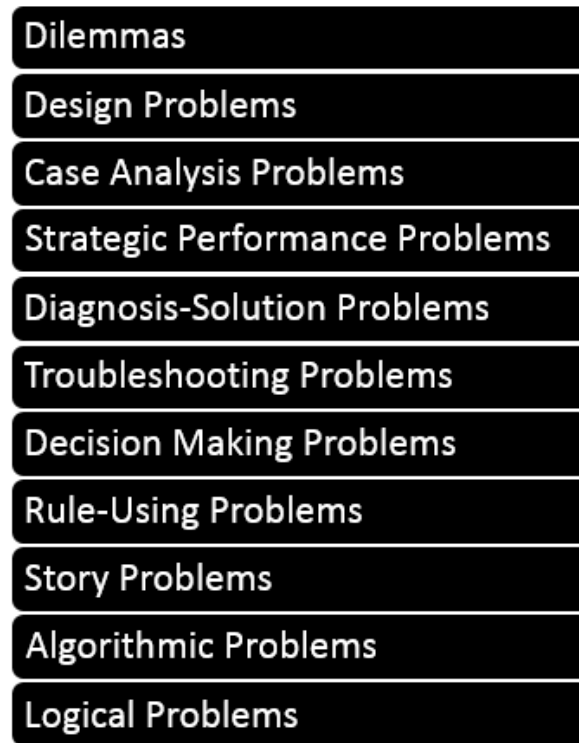 Dilemmas
Design Problems
Case Analysis Problems
Strategic Performance Problems
Diagnosis-Solution Problems
Troubleshooting Problems
Decision Making Problems
Rule-Using Problems
Story Problems
Algorithmic Problems
Logical Problems